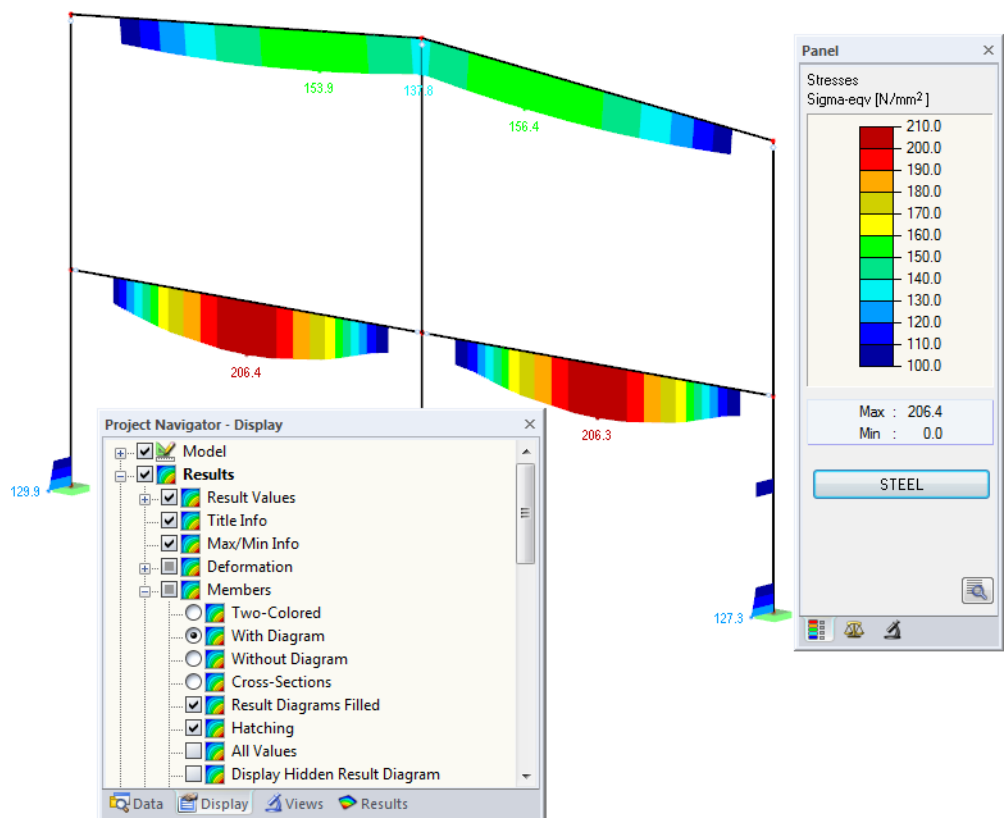 153.9
137.8
156.4
206.4
206.3
129.9
127.3
Project Navigator - Display
Model
Results
Result Values
Title Info
Max/Min Info
Deformation
Members
Two-Colored
With Diagram
Without Diagram
Cross-Sections
Result Diagrams Filled
Hatching
All Values
Display Hidden Result Diagram
Data Display Views Results
Panel
Stresses
Sigma-eqv [N/mm²]
210.0
200.0
190.0
180.0
170.0
160.0
150.0
140.0
130.0
120.0
110.0
100.0
Max : 206.4
Min : 0.0
STEEL